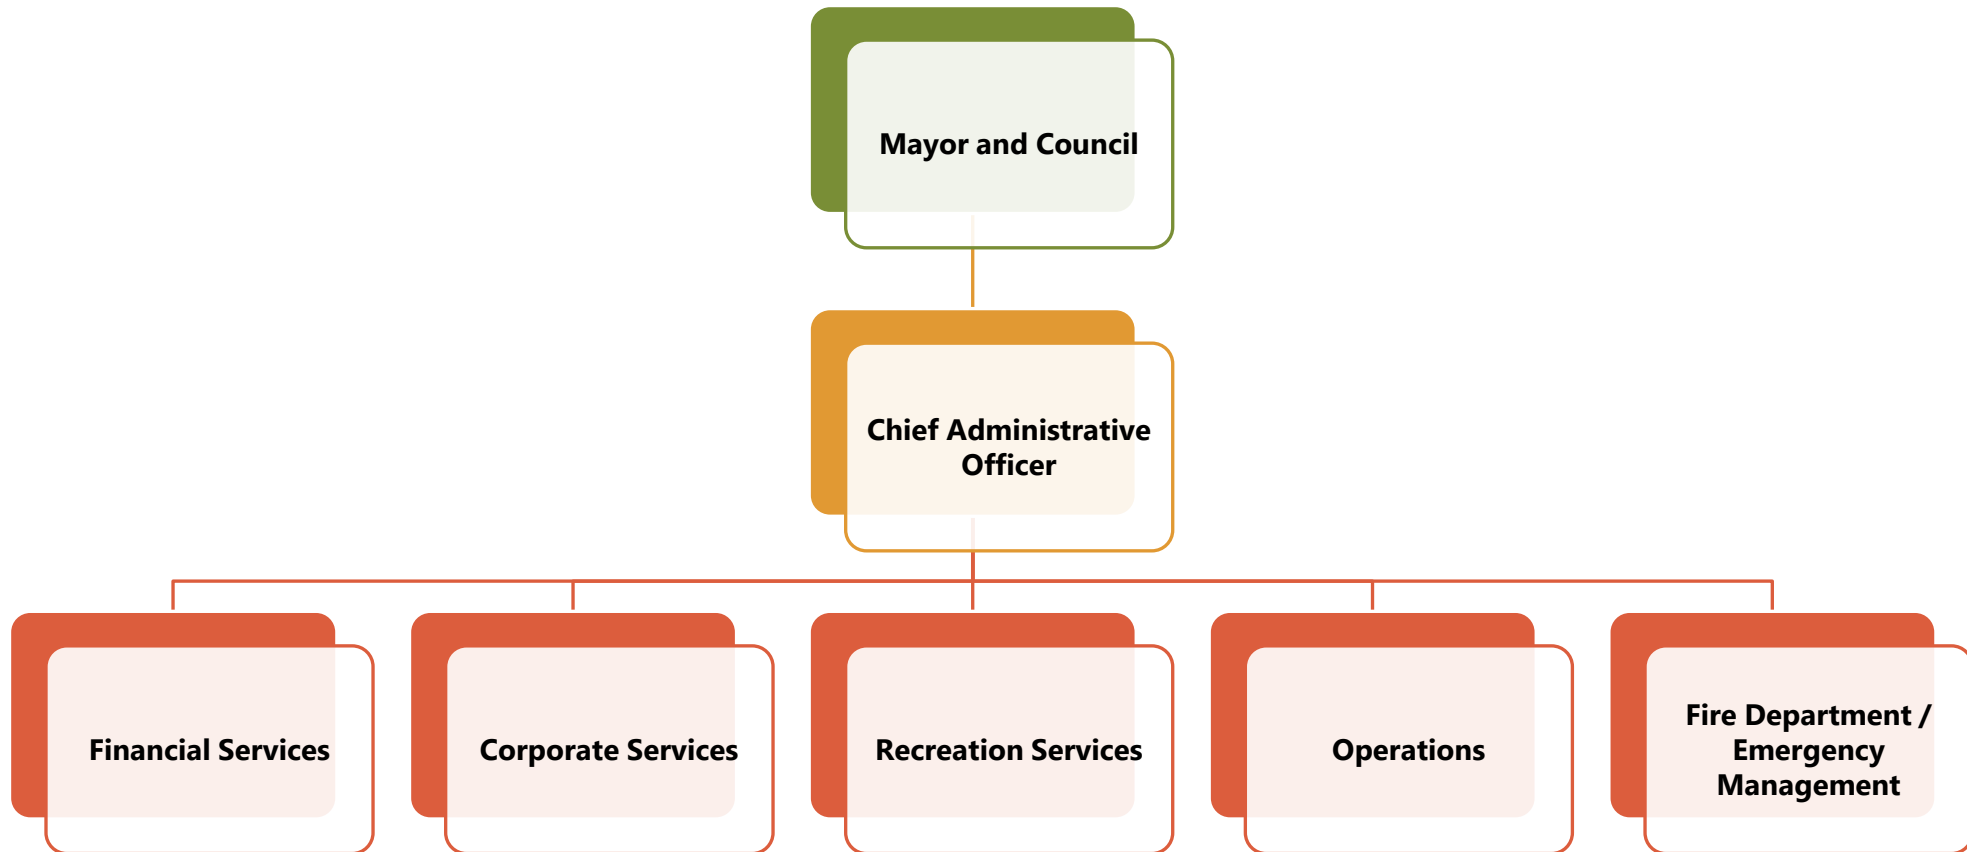 Mayor and Council
Chief Administrative
Officer
Financial Services
Corporate Services
Recreation Services
Operations
Fire Department /
Emergency
Management